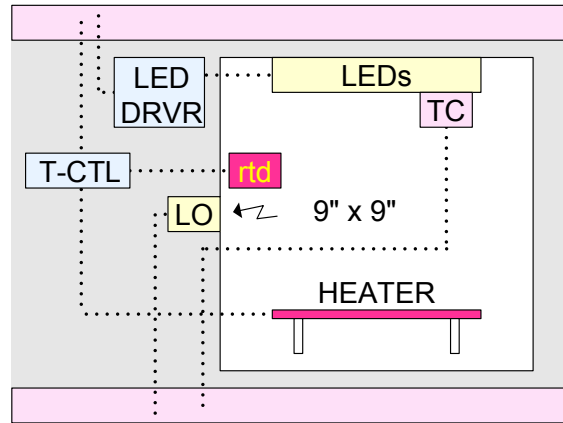 LED
DRVR
LEDs
TC
T-CTL
rtd
LO
9" x 9"
HEATER